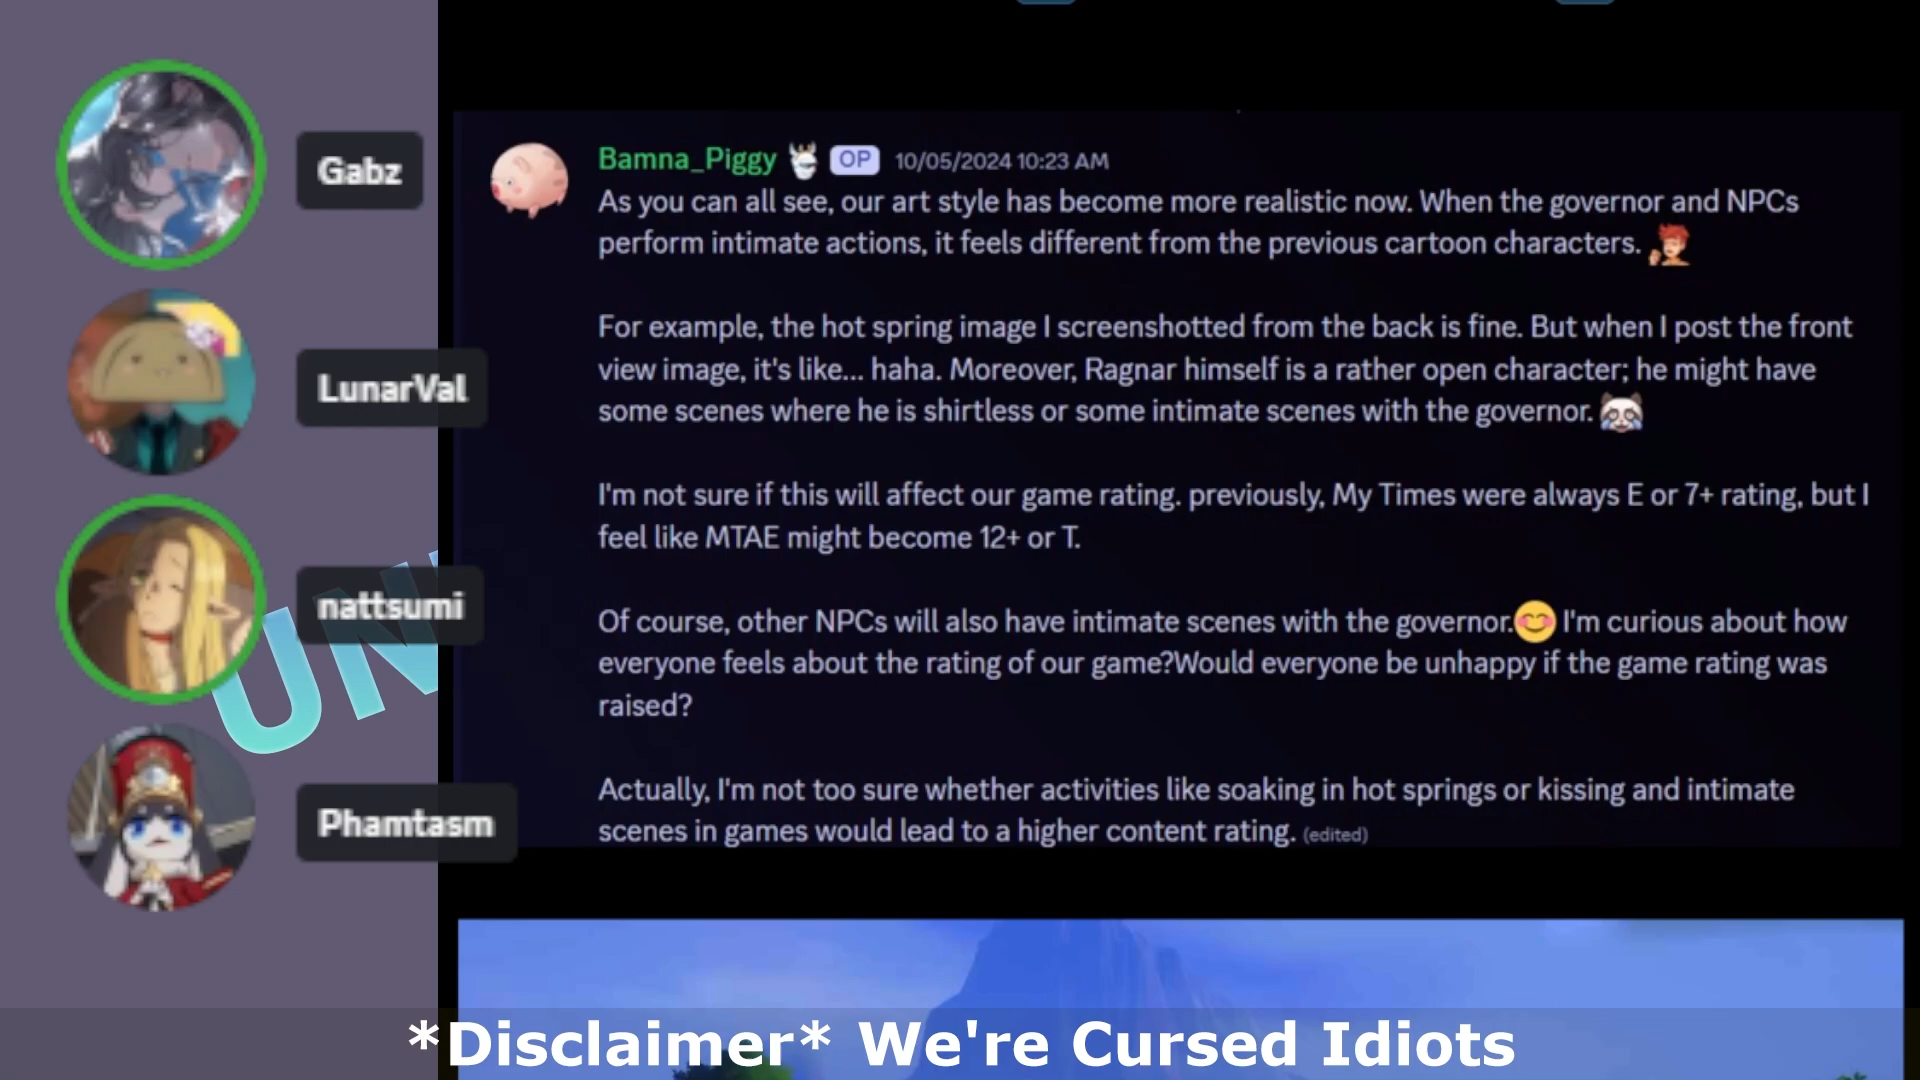 Gabz
LunarVal
nattsumi
Phamtasm
UN
Bamna_Piggy OP 10/05/2024 10:23 AM
As you can all see, our art style has become more realistic now. When the governor and NPCs
perform intimate actions, it feels different from the previous cartoon characters.
For example, the hot spring image I screenshotted from the back is fine. But when I post the front
view image, it's like... haha. Moreover, Ragnar himself is a rather open character; he might have
some scenes where he is shirtless or some intimate scenes with the governor.
I'm not sure if this will affect our game rating. previously, My Times were always E or 7+ rating, but I
feel like MTAE might become 12+ or T.
Of course, other NPCs will also have intimate scenes with the governor. I'm curious about how
everyone feels about the rating of our game?Would everyone be unhappy if the game rating was
raised?
Actually, I'm not too sure whether activities like soaking in hot springs or kissing and intimate
scenes in games would lead to a higher content rating. (edited)
*Disclaimer* We're Cursed Idiots